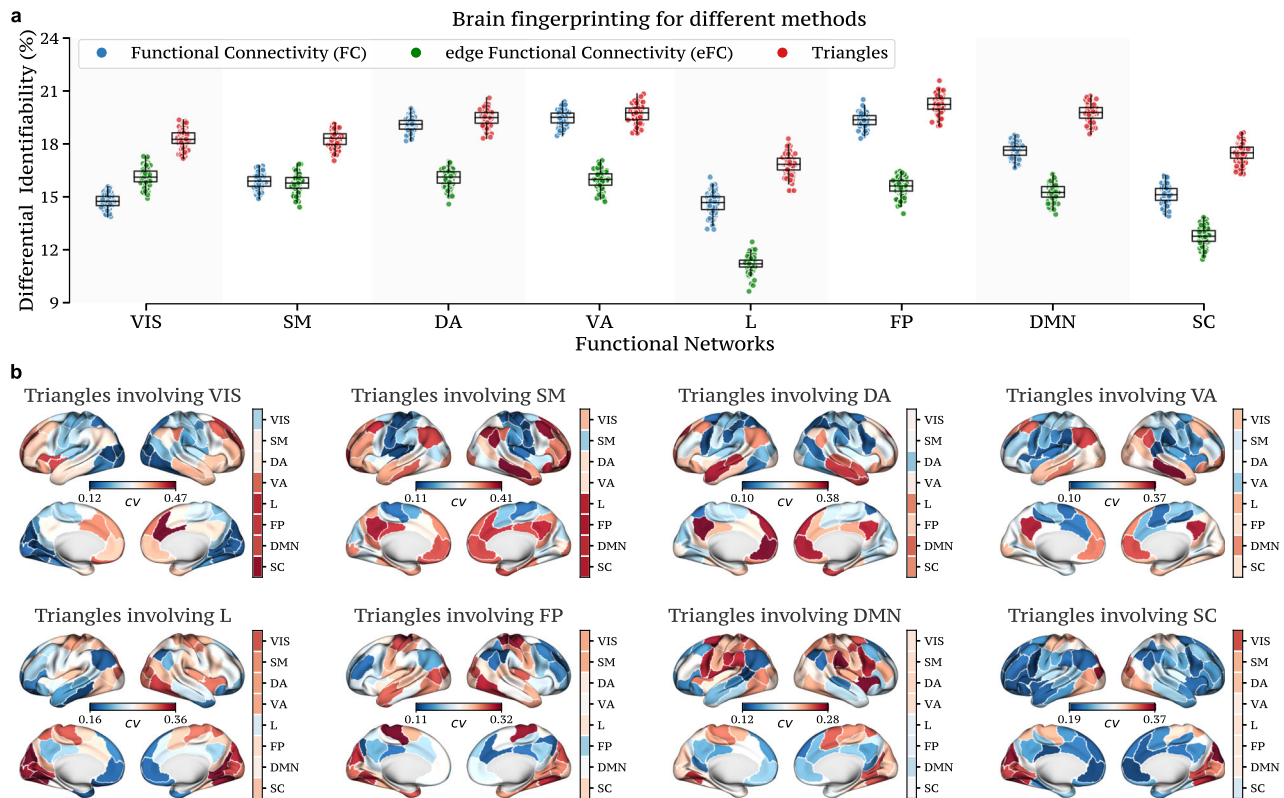 a
Brain fingerprinting for different methods
Differential Identifiability (%)
24
21
18
15
12
9
Functional Connectivity (FC)
edge Functional Connectivity (eFC)
Triangles
VIS SM DA VA L FP DMN SC
Functional Networks
b
Triangles involving VIS
0.12 CV 0.47
VIS
SM
DA
VA
L
FP
DMN
SC
Triangles involving SM
0.11 CV 0.41
VIS
SM
DA
VA
L
FP
DMN
SC
Triangles involving DA
0.10 CV 0.38
VIS
SM
DA
VA
L
FP
DMN
SC
Triangles involving VA
0.10 CV 0.37
VIS
SM
DA
VA
L
FP
DMN
SC
Triangles involving L
0.16 CV 0.36
VIS
SM
DA
VA
L
FP
DMN
SC
Triangles involving FP
0.11 CV 0.32
VIS
SM
DA
VA
L
FP
DMN
SC
Triangles involving DMN
0.12 CV 0.28
VIS
SM
DA
VA
L
FP
DMN
SC
Triangles involving SC
0.19 CV 0.37
VIS
SM
DA
VA
L
FP
DMN
SC